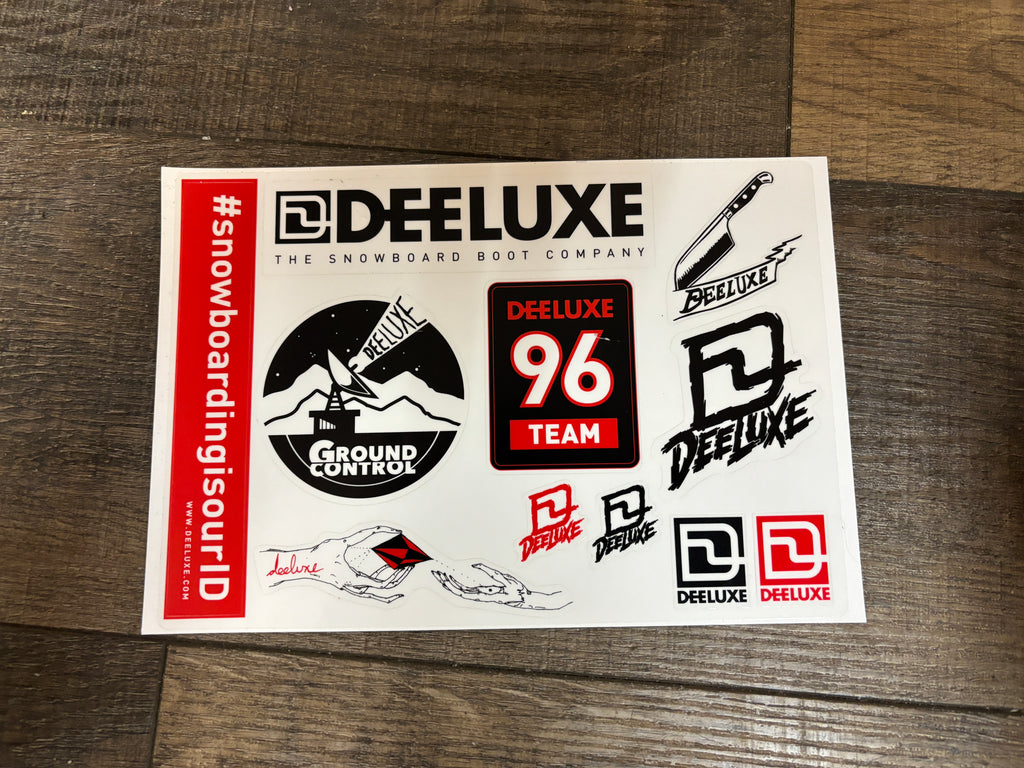 #snowboardingisourID
WWW.DEELUXE.COM
DEELUXE
THE SNOWBOARD BOOT COMPANY
DEELUXE
DEELUXE
GROUND
CONTROL
DEELUXE
96
TEAM
DEELUXE
DEELUXE
DEELUXE
deeluxe
DEELUXE
DEELUXE